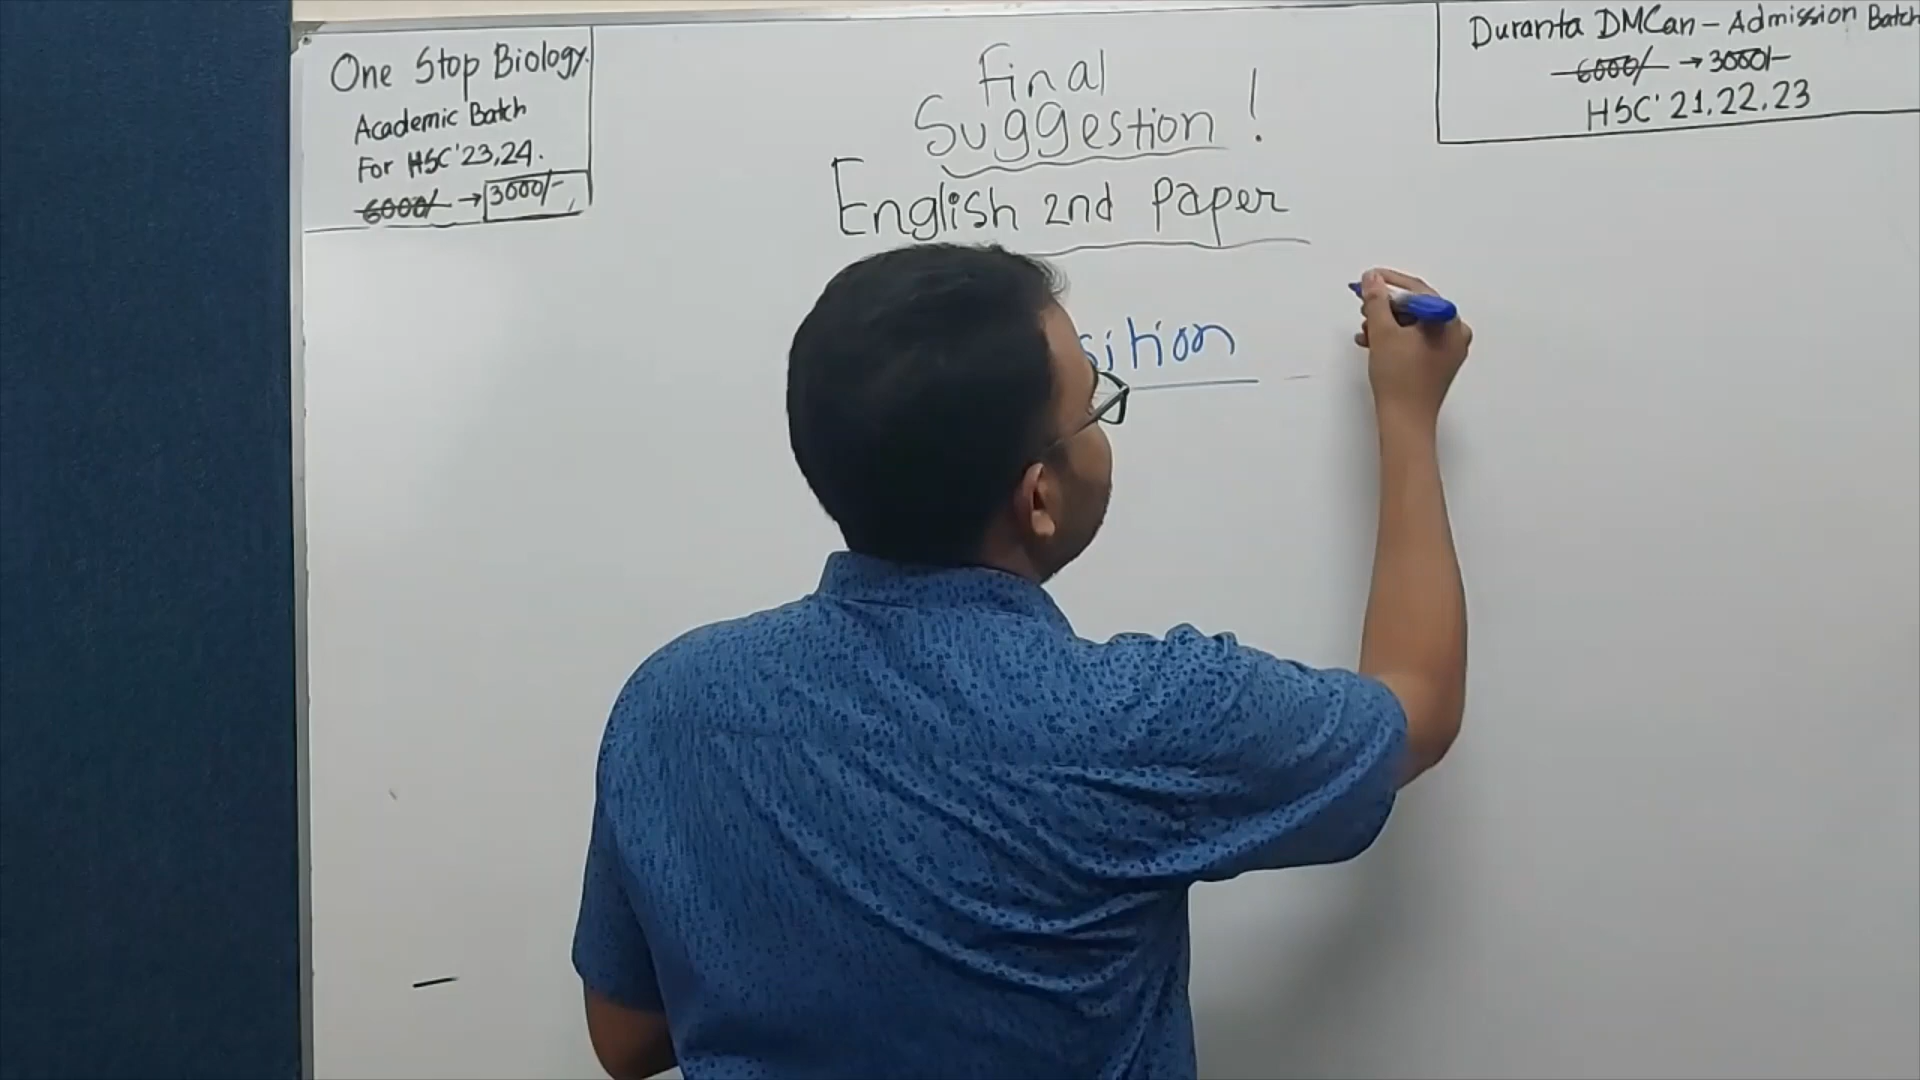 One Stop Biology.
Academic Batch
For HSC'23,24.
6000/- → 3000/-
Final
Suggestion!
English 2nd Paper
sition
Duranta DMCan - Admission Batch
6000/- → 3000/-
HSC' 21,22,23